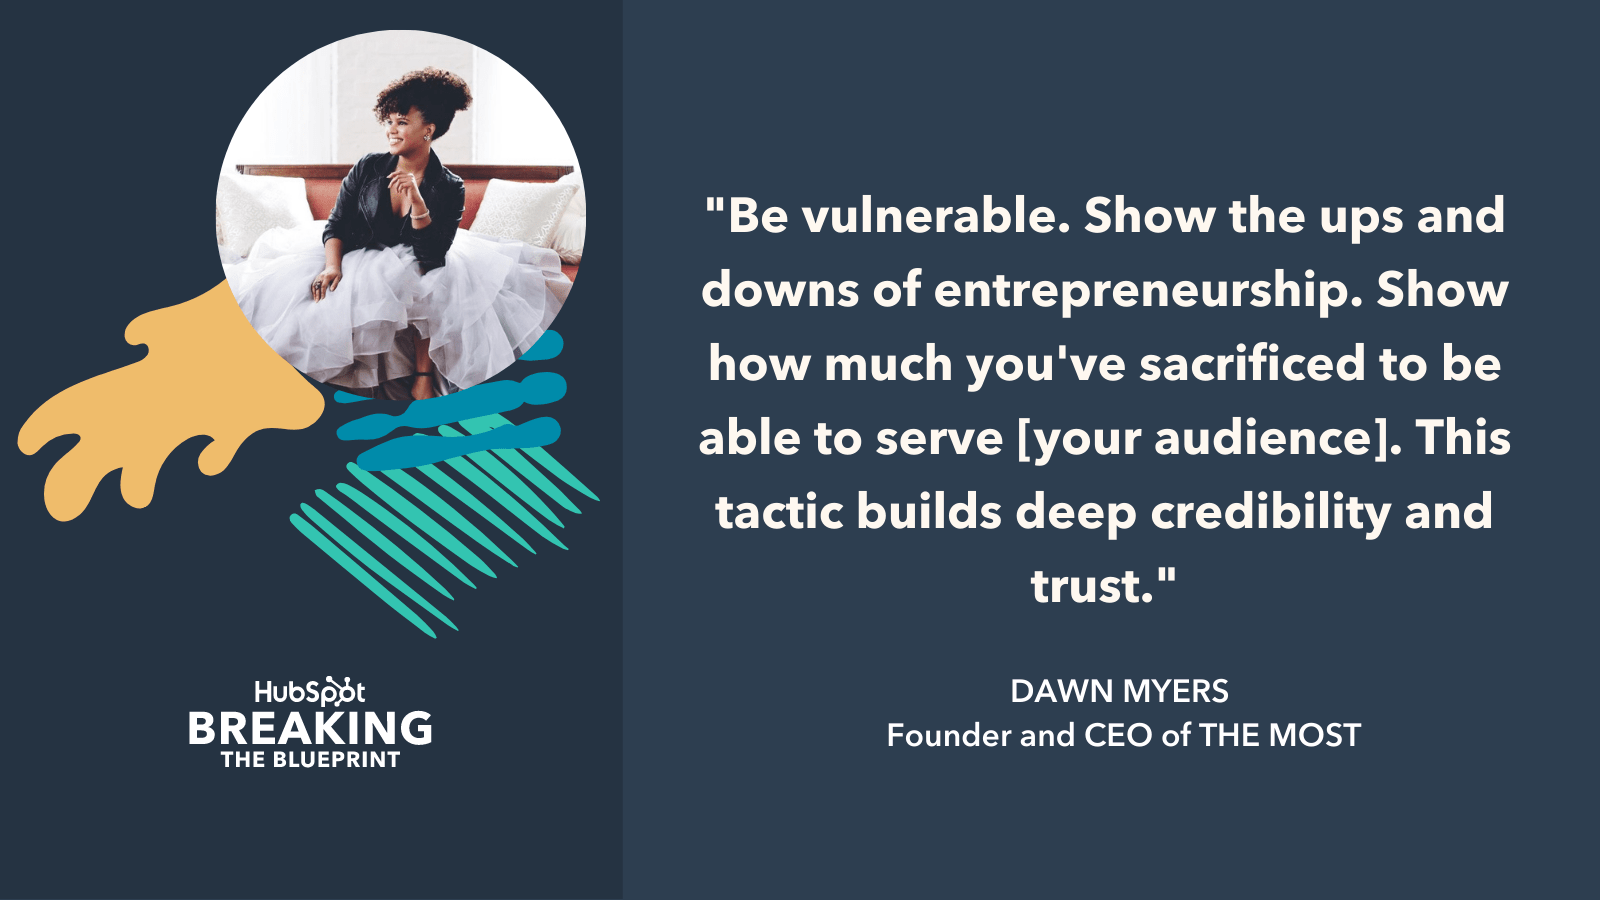 "Be vulnerable. Show the ups and
downs of entrepreneurship. Show
how much you've sacrificed to be
able to serve [your audience]. This
tactic builds deep credibility and
trust."
DAWN MYERS
Founder and CEO of THE MOST
HubSpot
BREAKING
THE BLUEPRINT